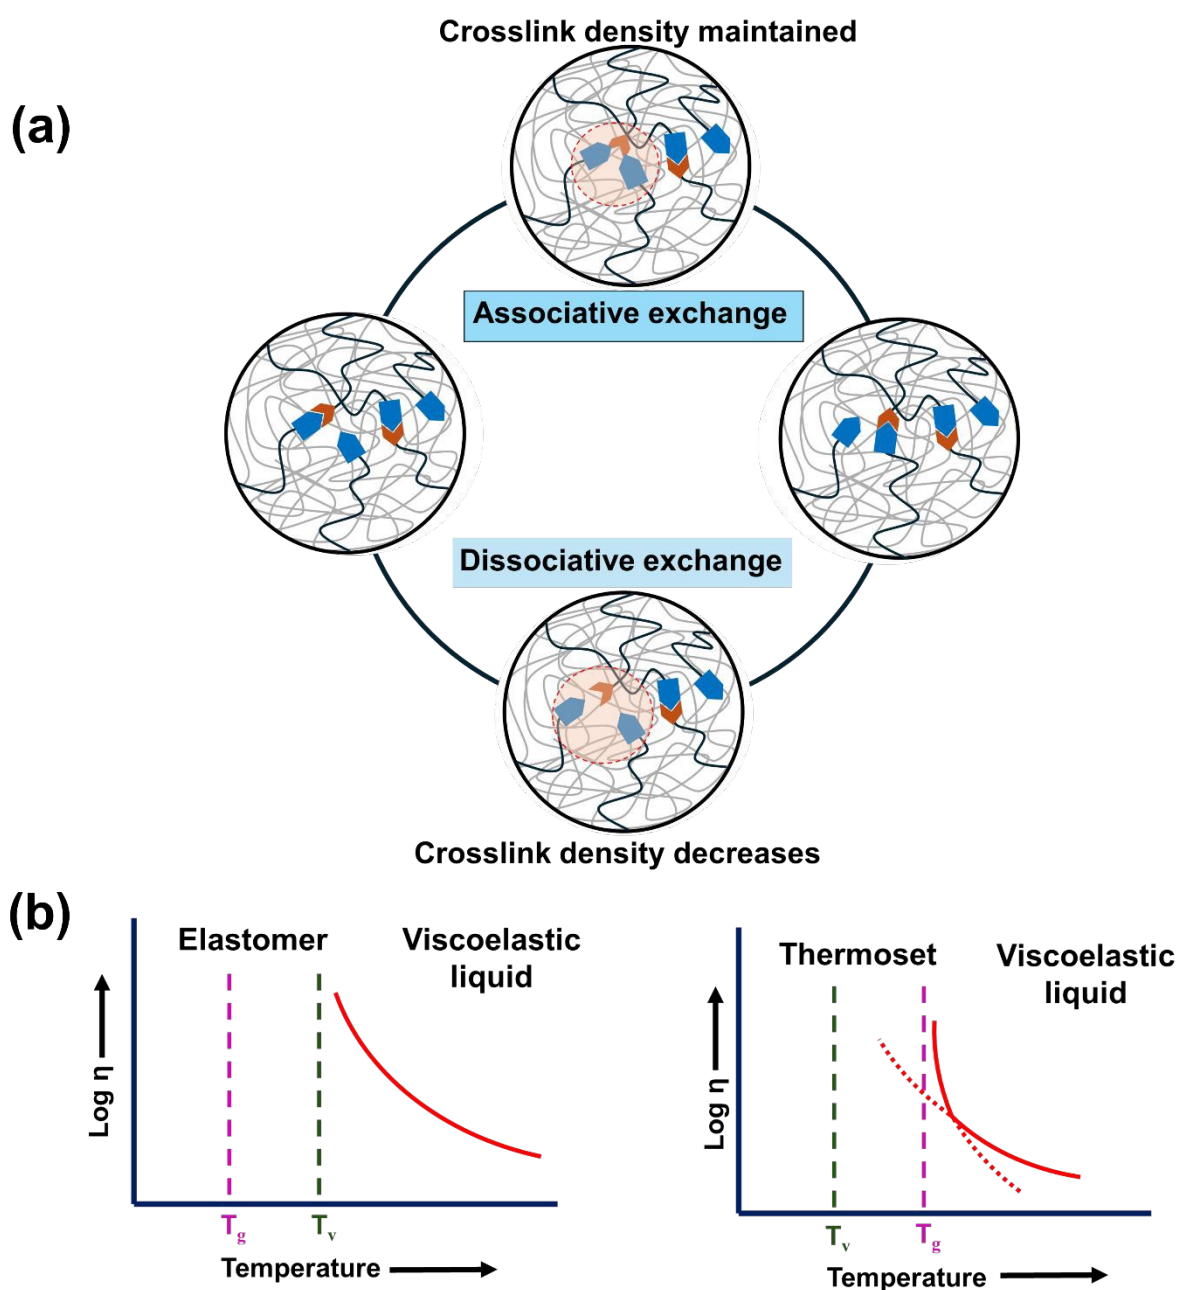 Crosslink density maintained
(a)
Associative exchange
Dissociative exchange
Crosslink density decreases
(b)
Elastomer
Viscoelastic
liquid
Log η
Tg
Tv
Temperature
Thermoset
Viscoelastic
liquid
Log η
Tv
Tg
Temperature